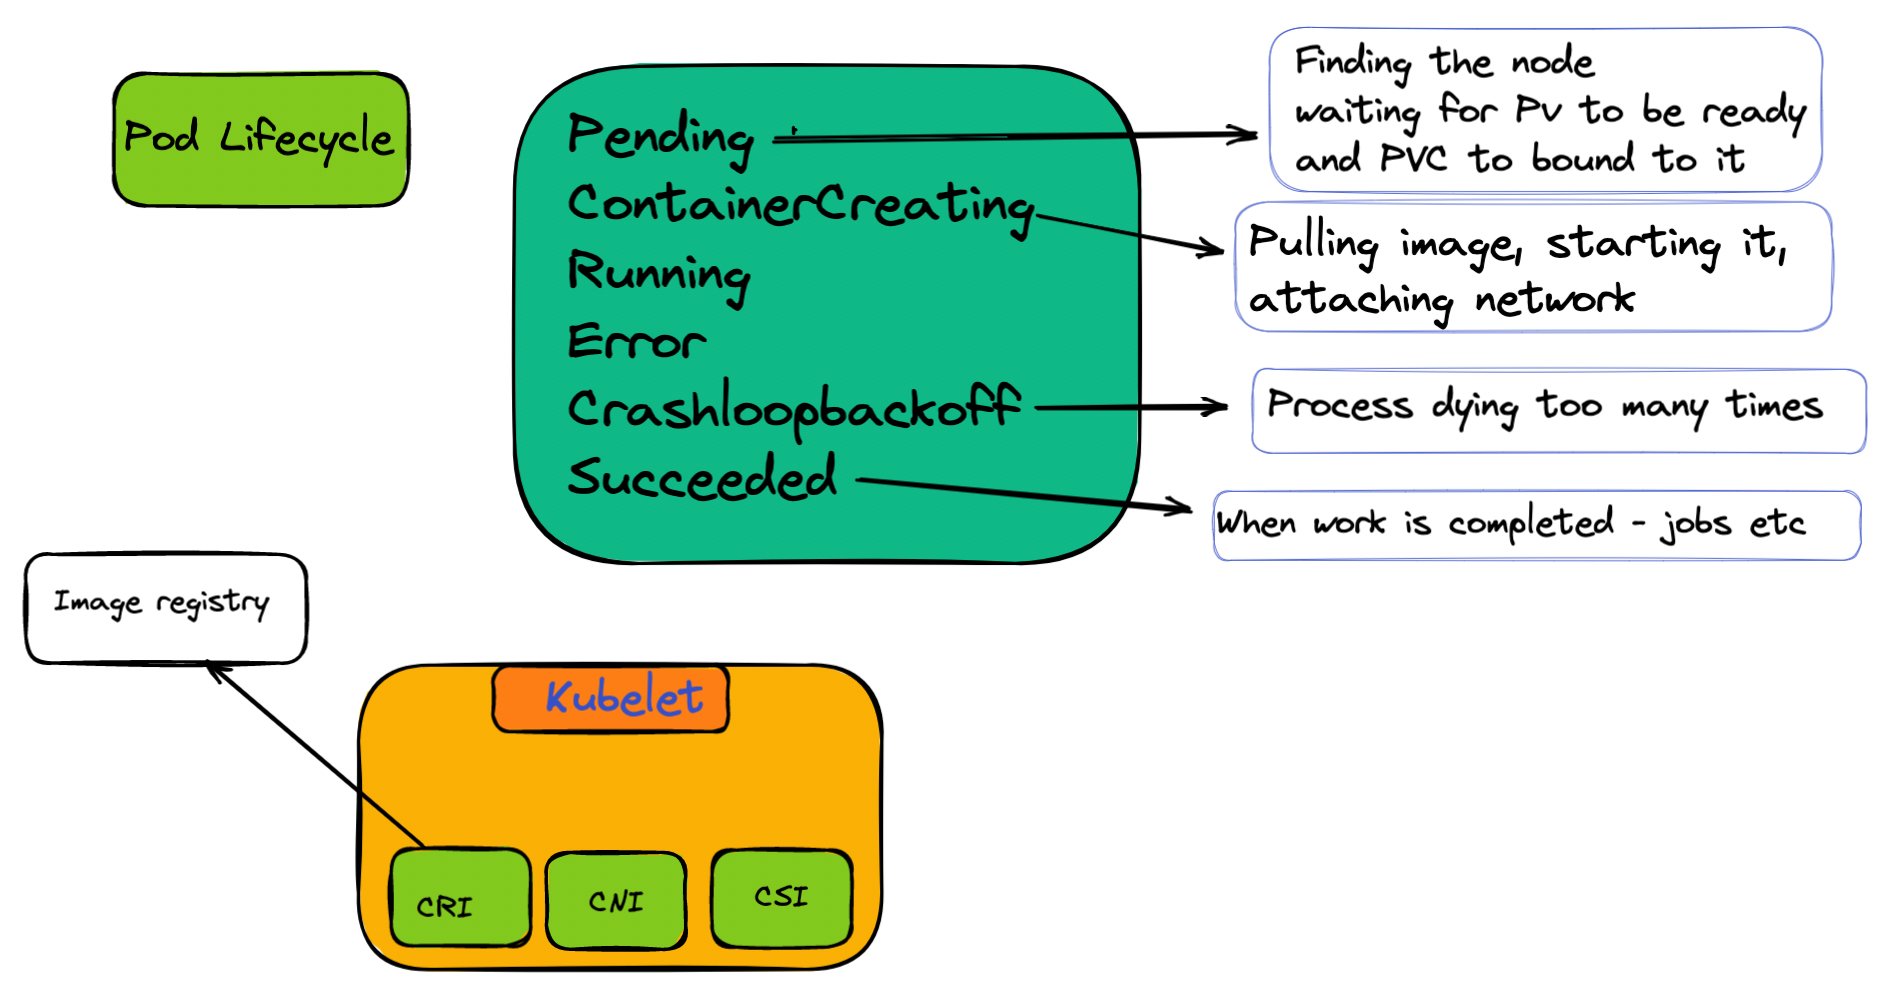 Pod Lifecycle
Pending
ContainerCreating
Running
Error
Crashloopbackoff
Succeeded
Finding the node
waiting for PV to be ready
and PVC to bound to it
Pulling image, starting it,
attaching network
Process dying too many times
When work is completed - jobs etc
Image registry
Kubelet
CRI
CNI
CSI